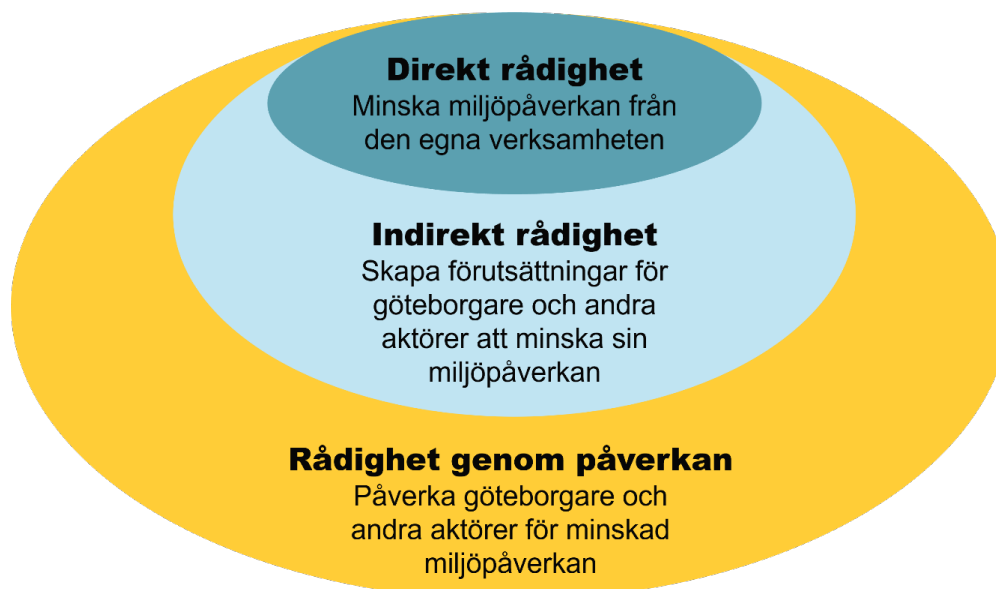 Direkt rådighet
Minska miljöpåverkan från
den egna verksamheten
Indirekt rådighet
Skapa förutsättningar för
göteborgare och andra
aktörer att minska sin
miljöpåverkan
Rådighet genom påverkan
Påverka göteborgare och
andra aktörer för minskad
miljöpåverkan